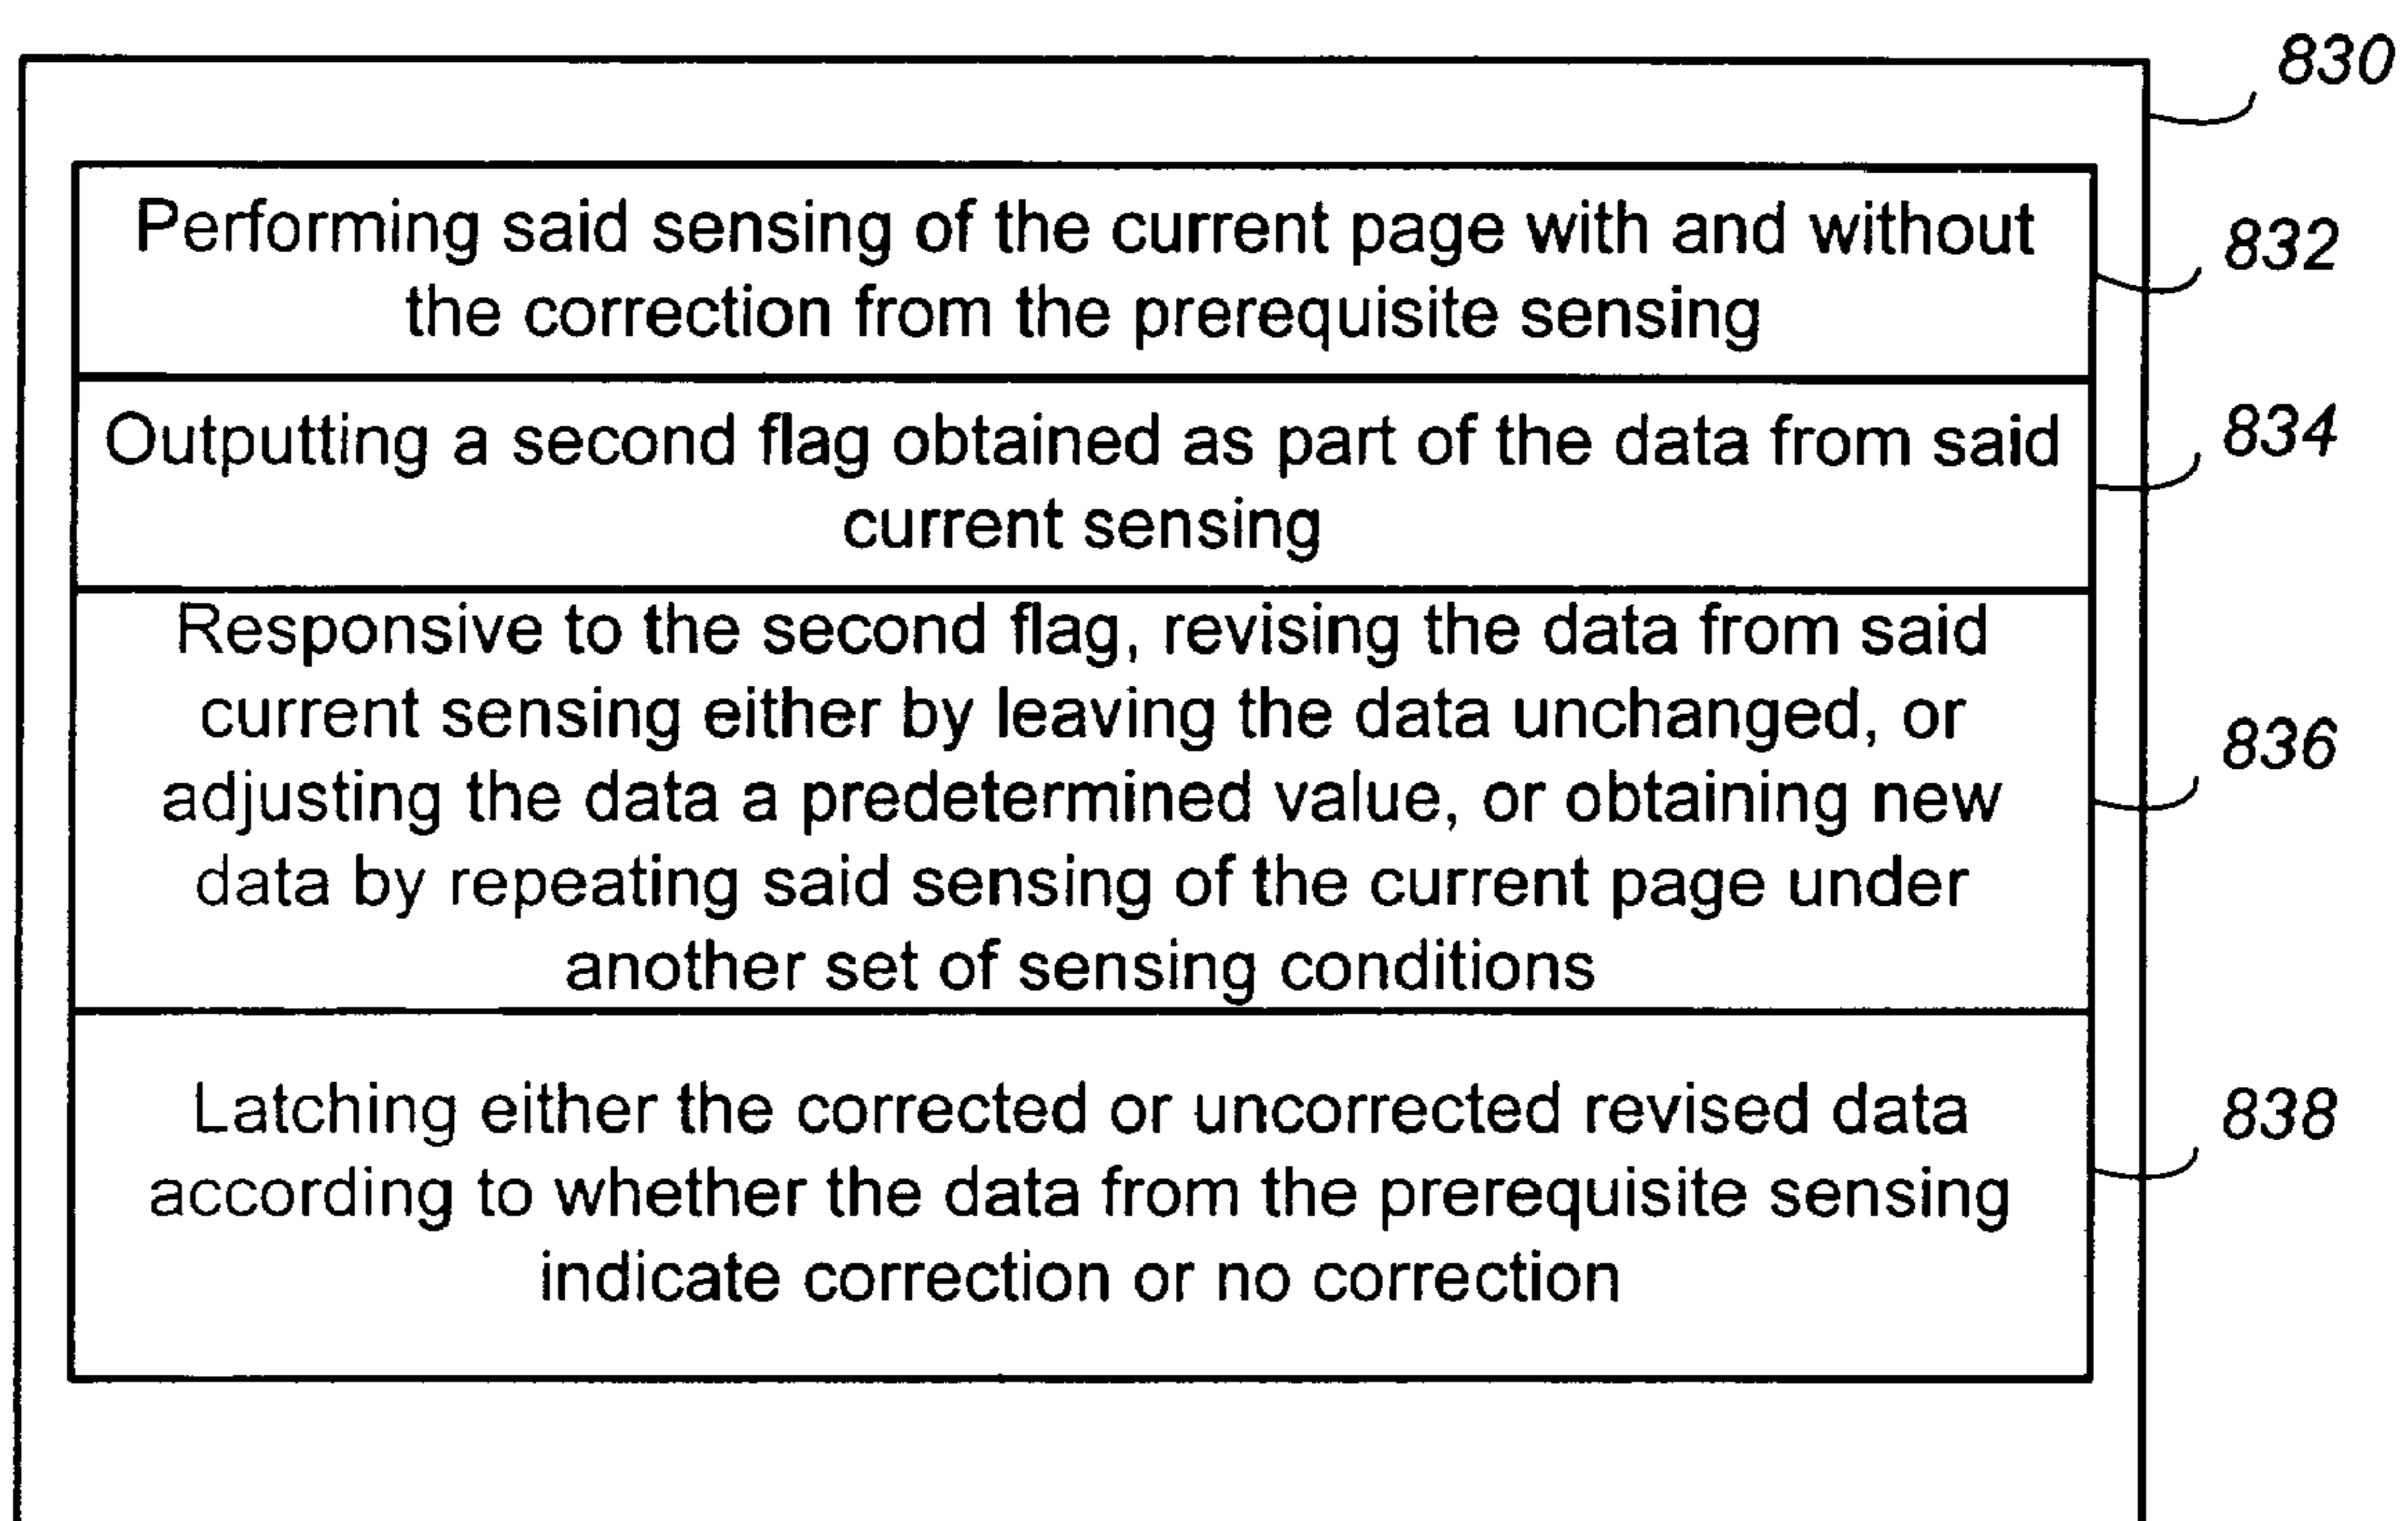 830
Performing said sensing of the current page with and without
the correction from the prerequisite sensing
832
Outputting a second flag obtained as part of the data from said
current sensing
834
Responsive to the second flag, revising the data from said
current sensing either by leaving the data unchanged, or
adjusting the data a predetermined value, or obtaining new
data by repeating said sensing of the current page under
another set of sensing conditions
836
Latching either the corrected or uncorrected revised data
according to whether the data from the prerequisite sensing
indicate correction or no correction
838